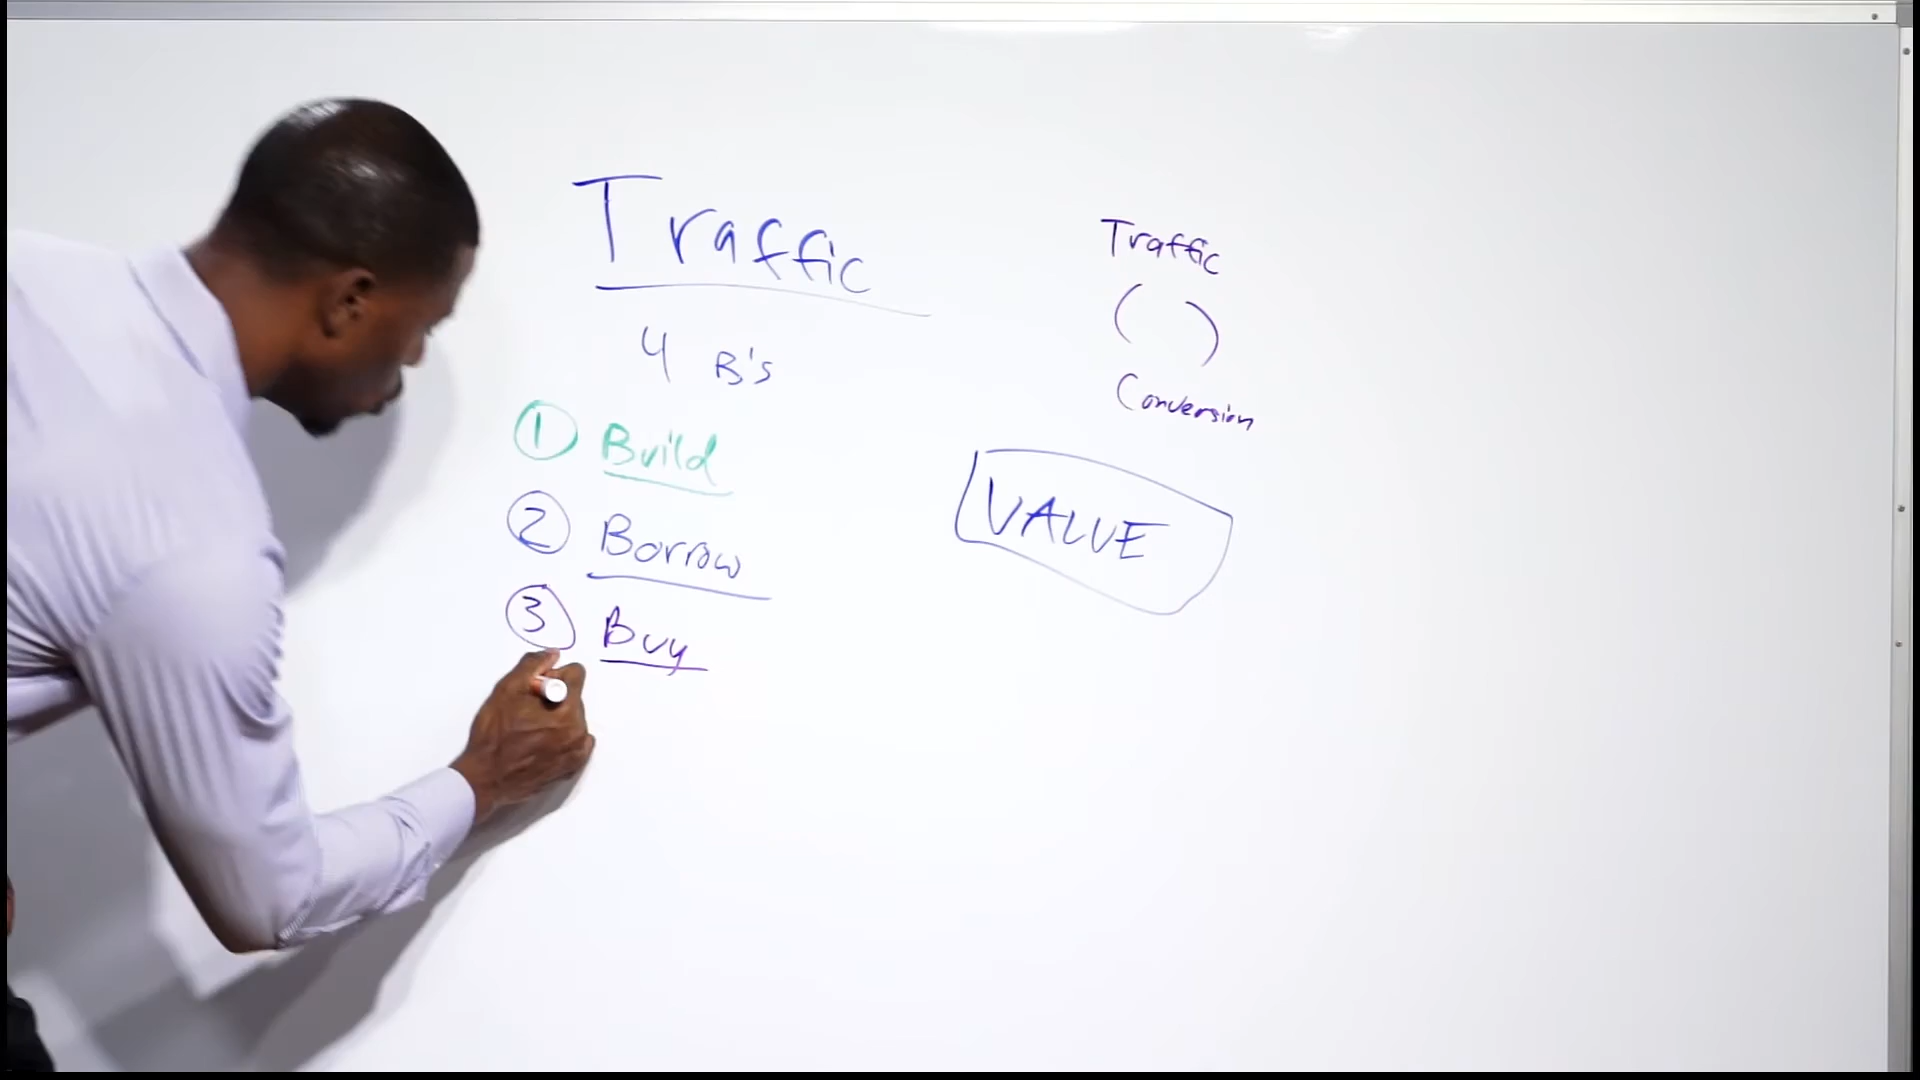 Traffic
4 B's
1 Build
2 Borrow
3 Buy
Traffic
Conversion
VALUE